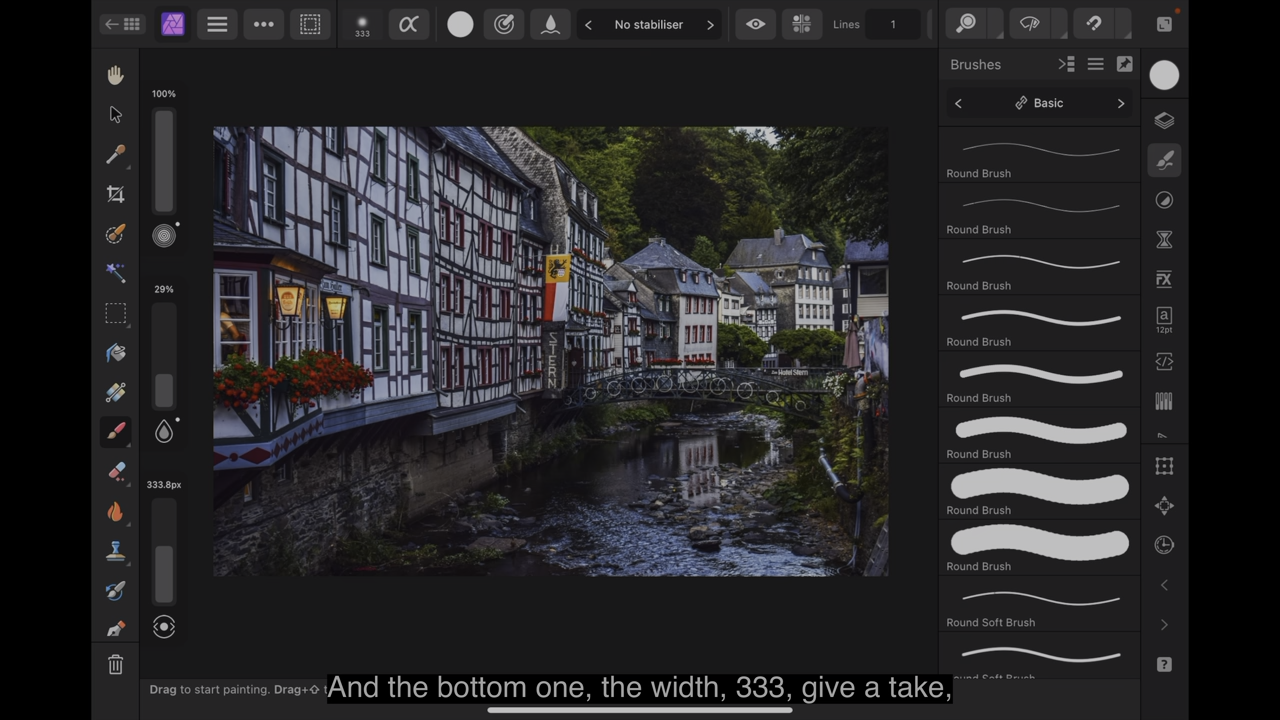 333
No stabiliser
Lines
1
Brushes
Basic
100%
29%
333.8px
Round Brush
Round Brush
Round Brush
Round Brush
Round Brush
Round Brush
Round Brush
Round Brush
Round Soft Brush
a
12pt
FX
STERN
Hotel Stern
Drag to start painting. Drag+
And the bottom one, the width, 333, give a take,
?